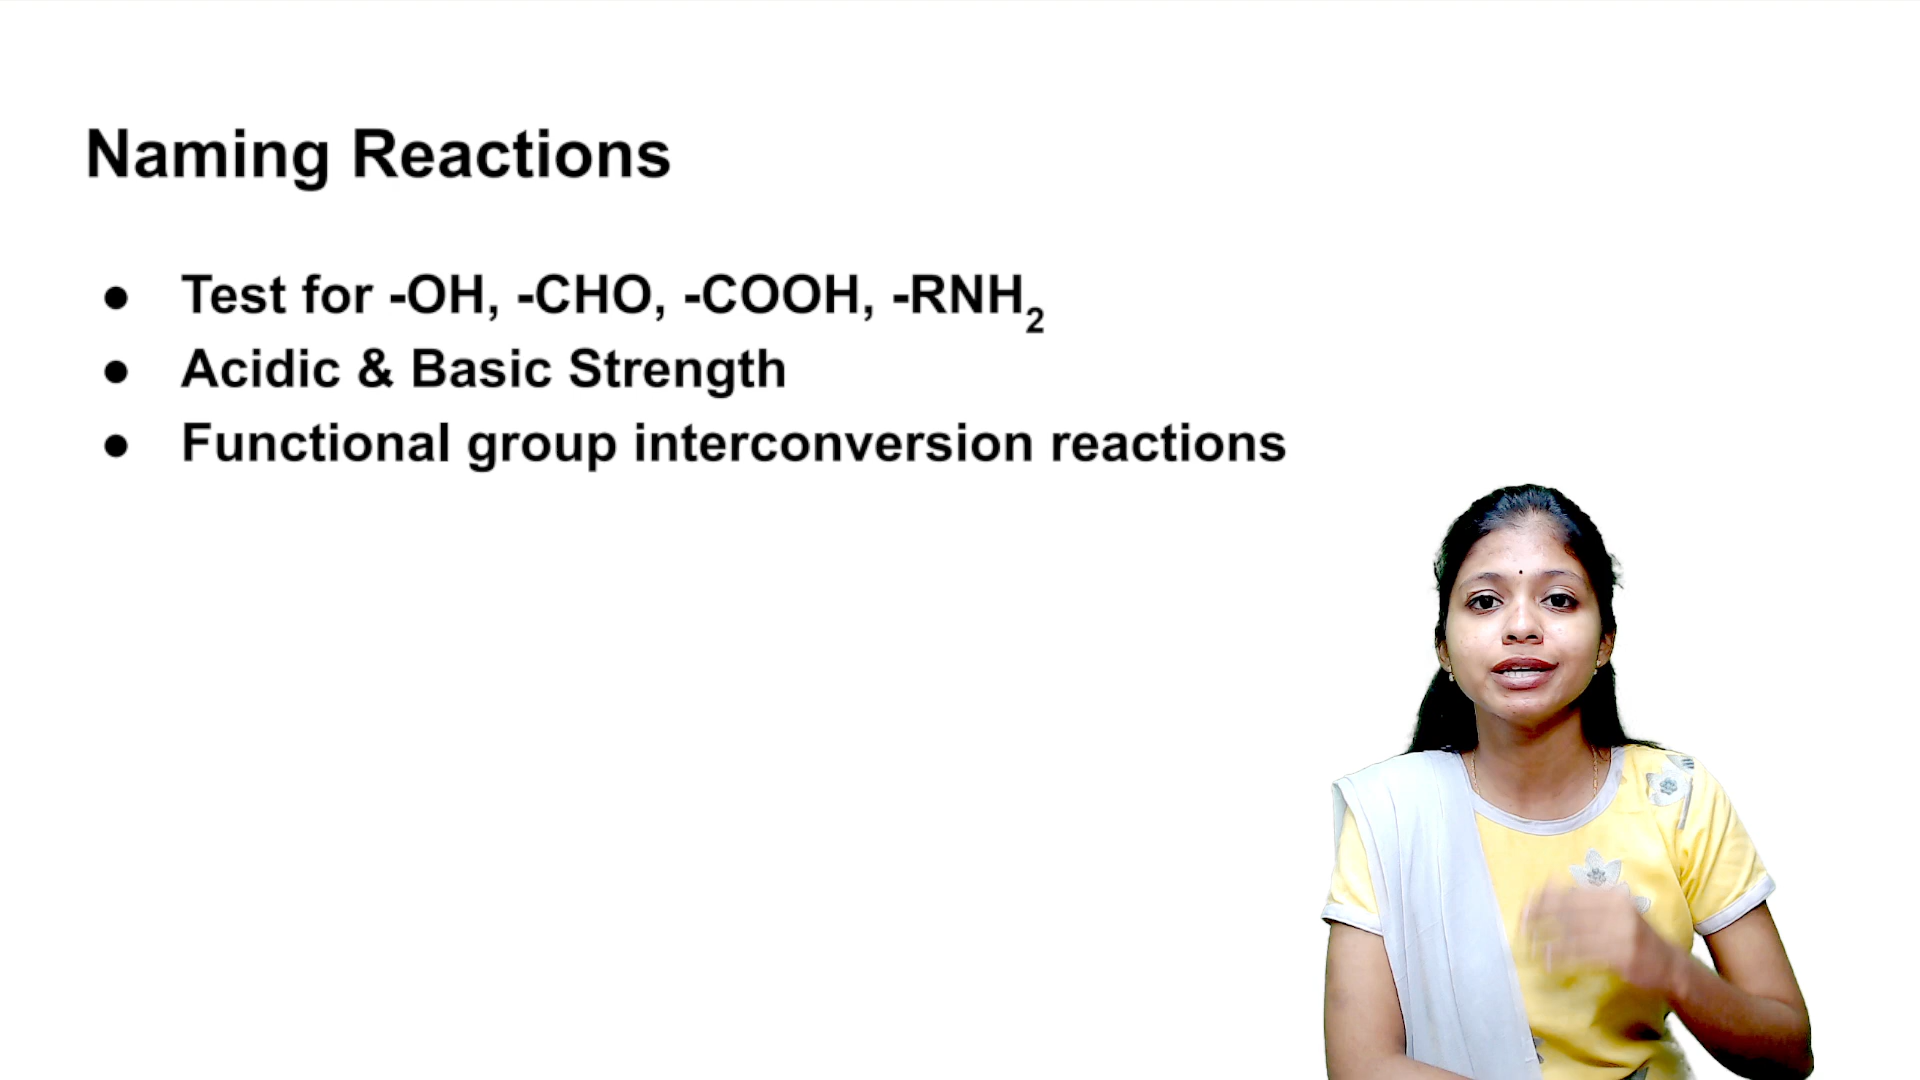 Naming Reactions
● Test for -OH, -CHO, -COOH, -RNH₂
● Acidic & Basic Strength
● Functional group interconversion reactions